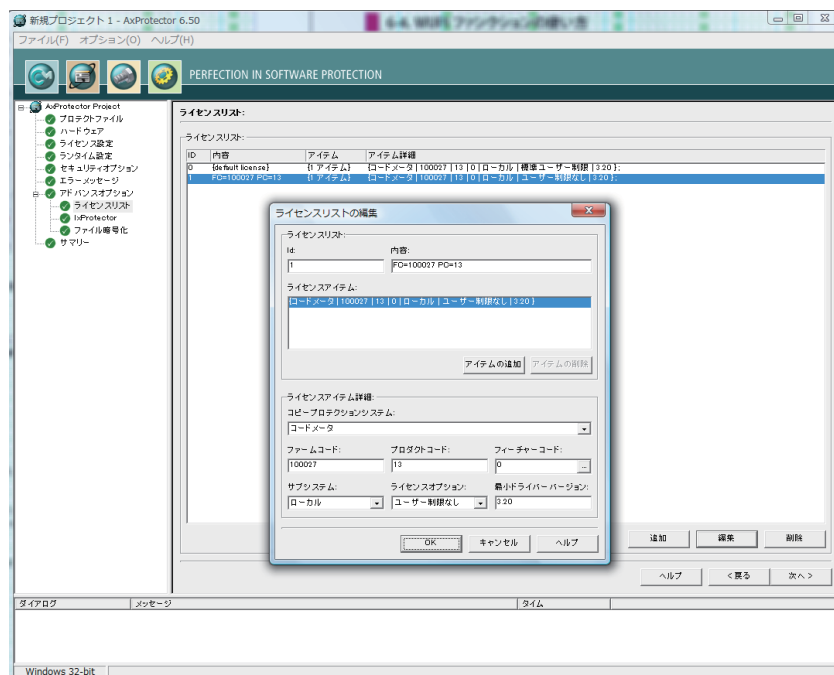 新規プロジェクト 1 - AxProtector 6.50
6-6. WUPI ファンクションの使い方
ファイル(F) オプション(O) ヘルプ(H)
PERFECTION IN SOFTWARE PROTECTION
AxProtector Project
プロテクトファイル
ハードウェア
ライセンス設定
ランタイム設定
セキュリティオプション
エラーメッセージ
アドバンスオプション
ライセンスリスト
IxProtector
ファイル暗号化
サマリー
ライセンスリスト:
ライセンスリスト:
ID 内容 アイテム アイテム詳細
0 {default license} {1 アイテム} {コードメータ | 100027 | 13 | 0 | ローカル | 標準ユーザー制限 | 3.20 };
1 FC=100027 PC=13 {1 アイテム} {コードメータ | 100027 | 13 | 0 | ローカル | ユーザー制限なし | 3.20 };
ライセンスリストの編集
ライセンスリスト:
Id: 内容:
1 FC=100027 PC=13
ライセンスアイテム:
{コードメータ | 100027 | 13 | 0 | ローカル | ユーザー制限なし | 3.20 }
アイテムの追加 アイテムの削除
ライセンスアイテム詳細:
コピープロテクションシステム:
コードメータ
ファームコード: プロダクトコード: フィーチャーコード:
100027 13 0 ...
サブシステム: ライセンスオプション: 最小ドライバー バージョン:
ローカル ユーザー制限なし 3.20
OK キャンセル ヘルプ
追加 編集 削除
ヘルプ < 戻る 次へ >
ダイアログ メッセージ タイム
Windows 32-bit